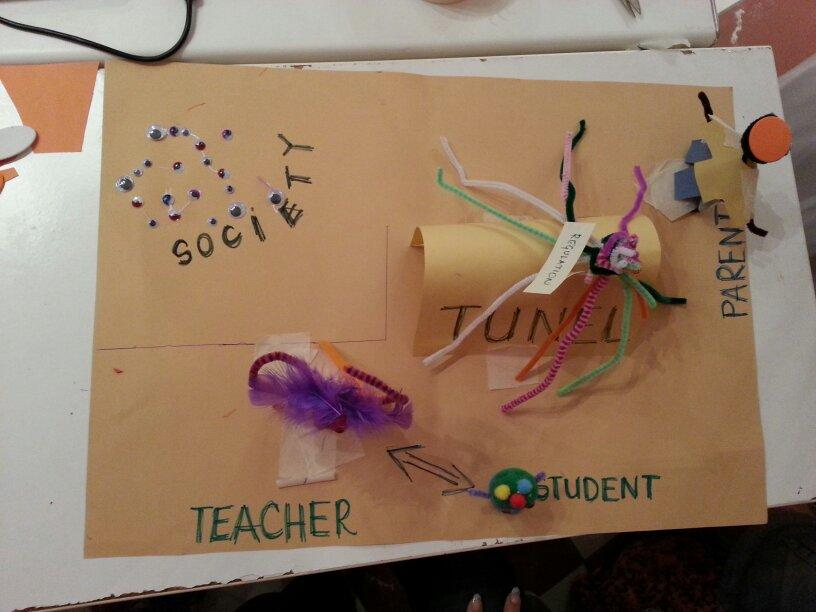 SOCiETY
REGULATION
TUNEL
PARENT
STUDENT
TEACHER